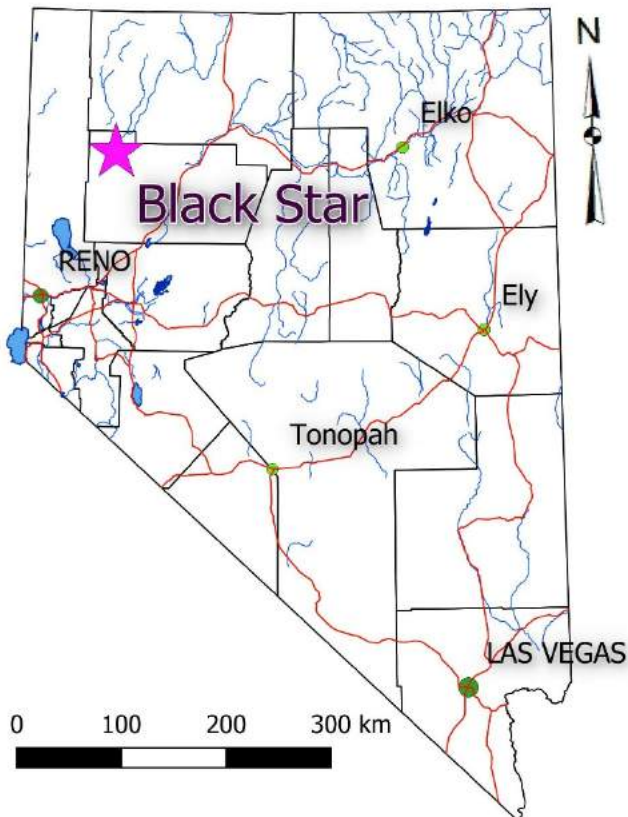 N
Elko
Black Star
RENO
Ely
Tonopah
LAS VEGAS
0 100 200 300 km